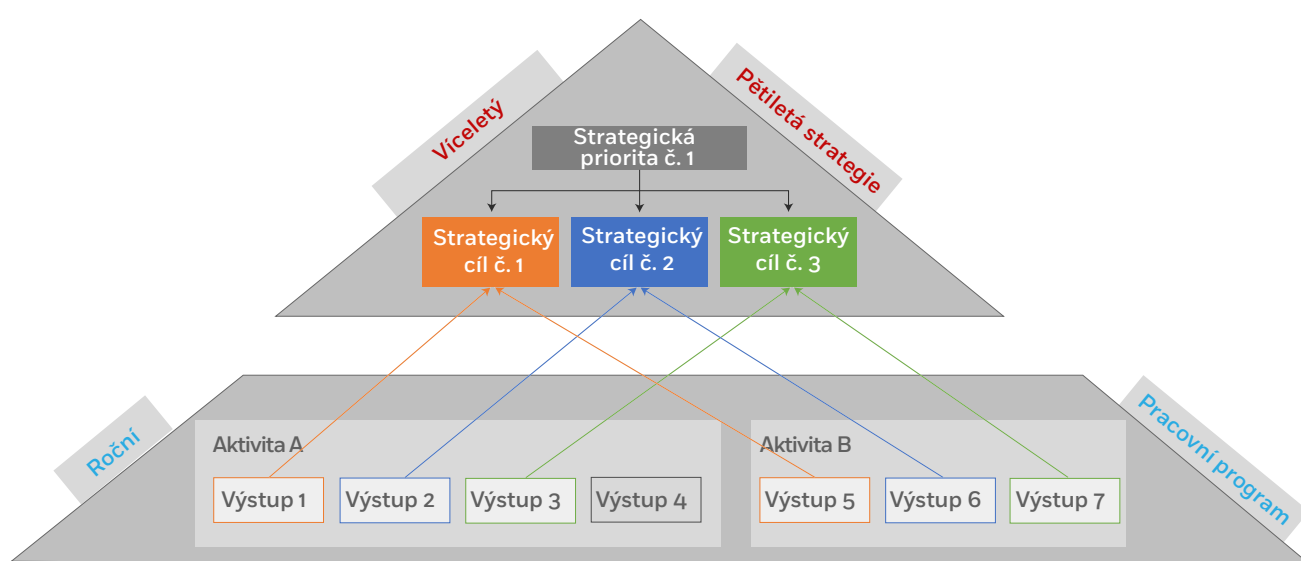 Víceletý
Pětiletá strategie
Strategická
priorita č. 1
Strategický
cíl č. 1
Strategický
cíl č. 2
Strategický
cíl č. 3
Roční
Pracovní program
Aktivita A
Výstup 1
Výstup 2
Výstup 3
Výstup 4
Aktivita B
Výstup 5
Výstup 6
Výstup 7